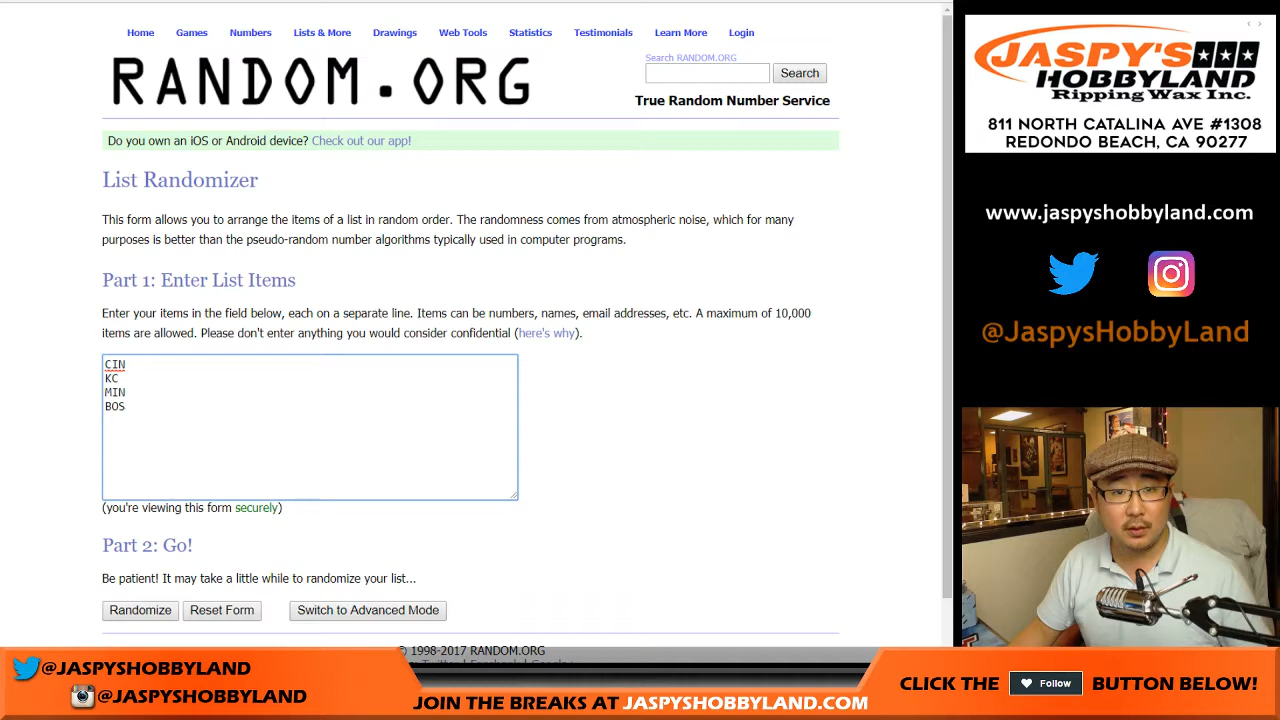 Home Games Numbers Lists & More Drawings Web Tools Statistics Testimonials Learn More Login
RANDOM.ORG
Search RANDOM.ORG
Search
True Random Number Service
Do you own an iOS or Android device? Check out our app!
List Randomizer
This form allows you to arrange the items of a list in random order. The randomness comes from atmospheric noise, which for many
purposes is better than the pseudo-random number algorithms typically used in computer programs.
Part 1: Enter List Items
Enter your items in the field below, each on a separate line. Items can be numbers, names, email addresses, etc. A maximum of 10,000
items are allowed. Please don't enter anything you would consider confidential (here's why).
CIN
KC
MIN
BOS
(you're viewing this form securely)
Part 2: Go!
Be patient! It may take a little while to randomize your list...
Randomize Reset Form Switch to Advanced Mode
© 1998-2017 RANDOM.ORG
JASPY'S
HOBBYLAND
Ripping Wax Inc.
811 NORTH CATALINA AVE #1308
REDONDO BEACH, CA 90277
www.jaspyshobbyland.com
@JaspysHobbyLand
@JASPYSHOBBYLAND
@JASPYSHOBBYLAND
JOIN THE BREAKS AT JASPYSHOBBYLAND.COM
CLICK THE Follow BUTTON BELOW!